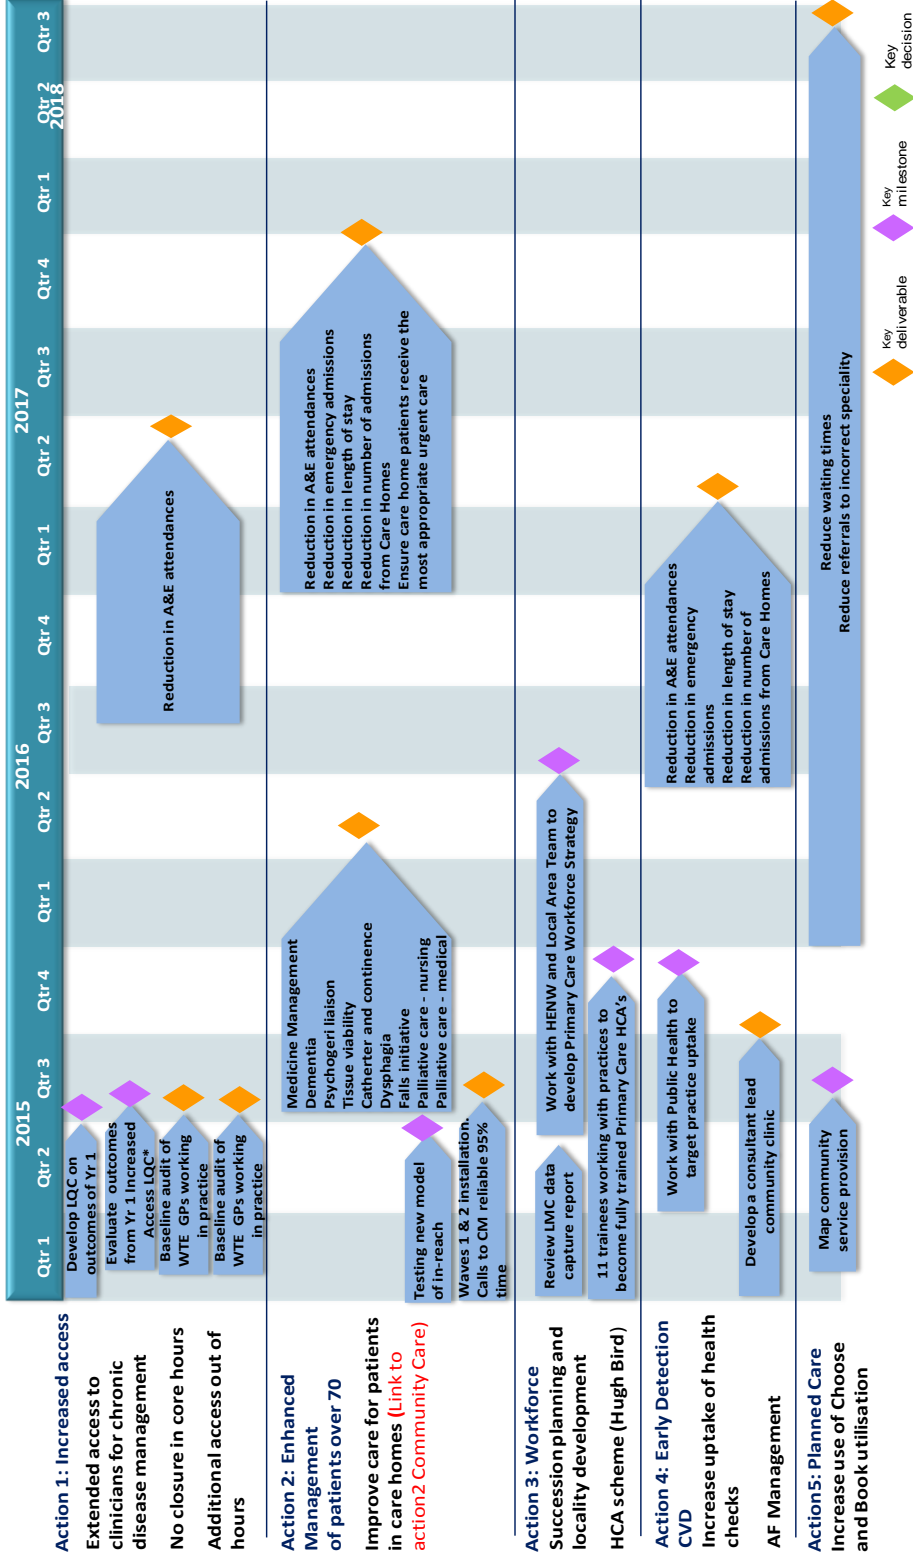 2015
2016
2017
2018
Qtr 1
Qtr 2
Qtr 3
Qtr 4
Qtr 1
Qtr 2
Qtr 3
Qtr 4
Qtr 1
Qtr 2
Qtr 3
Qtr 4
Qtr 1
Qtr 2
Qtr 3
Action 1: Increased access
Extended access to
clinicians for chronic
disease management
No closure in core hours
Additional access out of
hours
Develop LQC on
outcomes of Yr 1
Evaluate outcomes
from Yr 1 Increased
Access LQC*
Baseline audit of
WTE GPs working
in practice
Baseline audit of
WTE GPs working
in practice
Reduction in A&E attendances
Action 2: Enhanced
Management
of patients over 70
Improve care for patients
in care homes (Link to
action2 Community Care)
Medicine Management
Dementia
Psychogeri liaison
Tissue viability
Catherter and continence
Dysphagia
Falls initiative
Palliative care - nursing
Palliative care - medical
Testing new model
of in-reach
Waves 1 & 2 installation.
Calls to CM reliable 95%
time
Reduction in A&E attendances
Reduction in emergency admissions
Reduction in length of stay
Reduction in number of admissions
from Care Homes
Ensure care home patients receive the
most appropriate urgent care
Action 3: Workforce
Succession planning and
locality development
HCA scheme (Hugh Bird)
Review LMC data
capture report
Work with HENW and Local Area Team to
develop Primary Care Workforce Strategy
11 trainees working with practices to
become fully trained Primary Care HCA's
Action 4: Early Detection
CVD
Increase uptake of health
checks
AF Management
Work with Public Health to
target practice uptake
Develop a consultant lead
community clinic
Reduction in A&E attendances
Reduction in emergency
admissions
Reduction in length of stay
Reduction in number of
admissions from Care Homes
Action5: Planned Care
Increase use of Choose
and Book utilisation
Map community
service provision
Reduce waiting times
Reduce referrals to incorrect speciality
Key
deliverable
Key
milestone
Key
decision